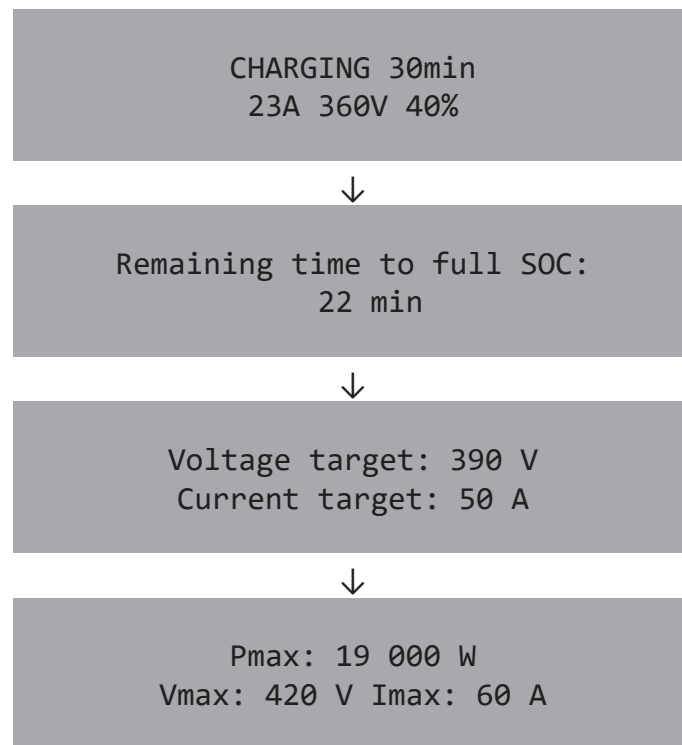 CHARGING 30min
23A 360V 40%
↓
Remaining time to full SOC:
22 min
↓
Voltage target: 390 V
Current target: 50 A
↓
Pmax: 19 000 W
Vmax: 420 V Imax: 60 A